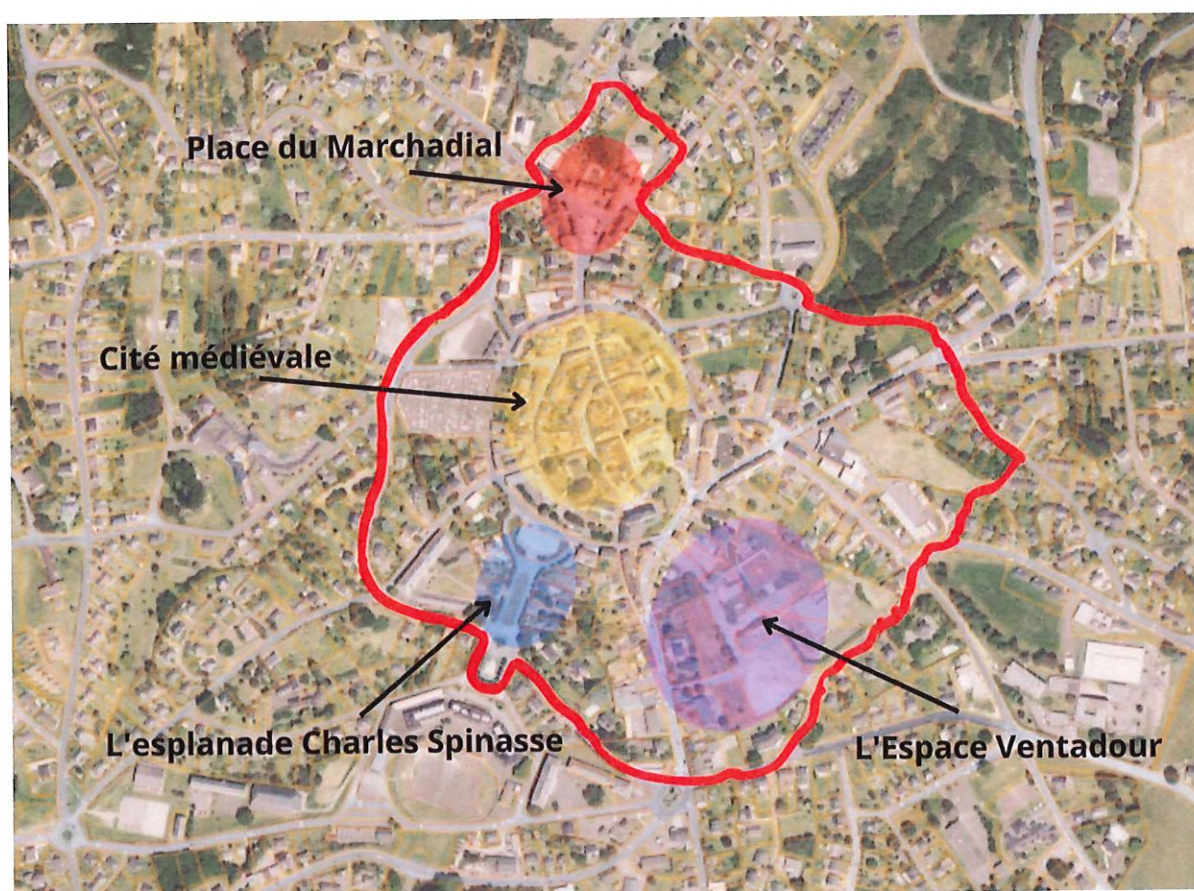 Place du Marchadial
Cité médiévale
L'esplanade Charles Spinasse
L'Espace Ventadour